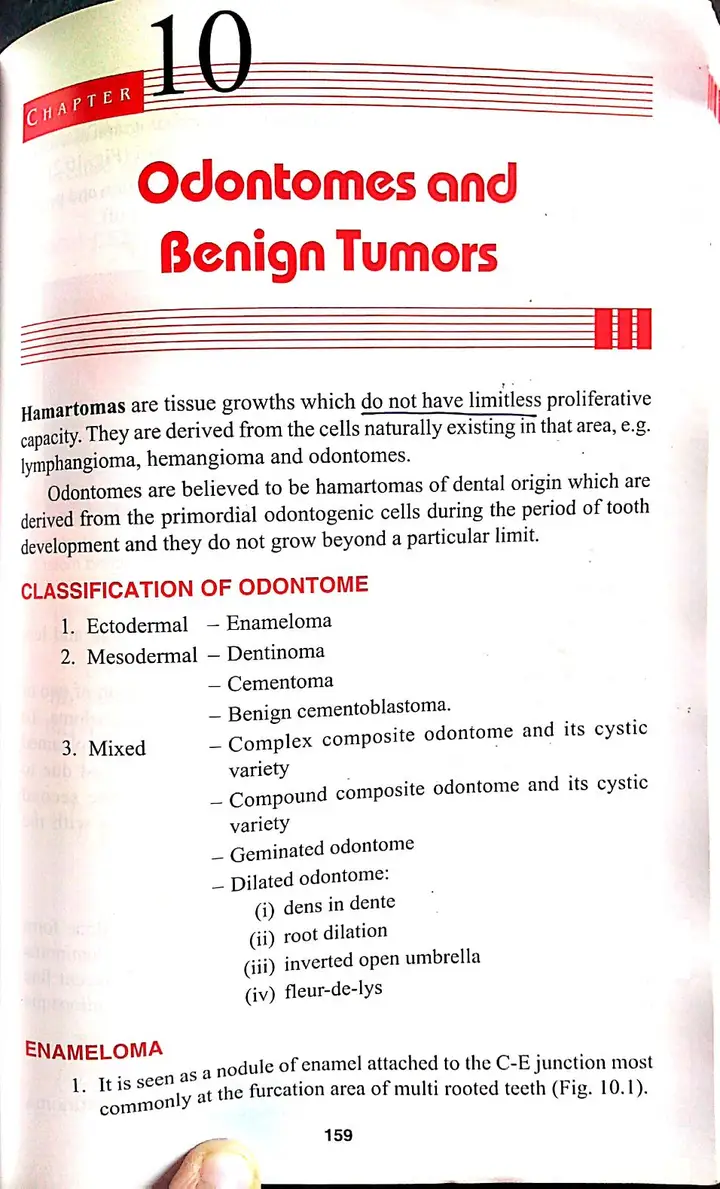 CHAPTER 10
Odontomes and
Benign Tumors
Hamartomas are tissue growths which do not have limitless proliferative
capacity. They are derived from the cells naturally existing in that area, e.g.
lymphangioma, hemangioma and odontomes.
Odontomes are believed to be hamartomas of dental origin which are
derived from the primordial odontogenic cells during the period of tooth
development and they do not grow beyond a particular limit.
CLASSIFICATION OF ODONTOME
1. Ectodermal – Enameloma
2. Mesodermal – Dentinoma
– Cementoma
– Benign cementoblastoma.
3. Mixed – Complex composite odontome and its cystic
variety
– Compound composite odontome and its cystic
variety
– Geminated odontome
– Dilated odontome:
(i) dens in dente
(ii) root dilation
(iii) inverted open umbrella
(iv) fleur-de-lys
ENAMELOMA
1. It is seen as a nodule of enamel attached to the C-E junction most
commonly at the furcation area of multi rooted teeth (Fig. 10.1).
159